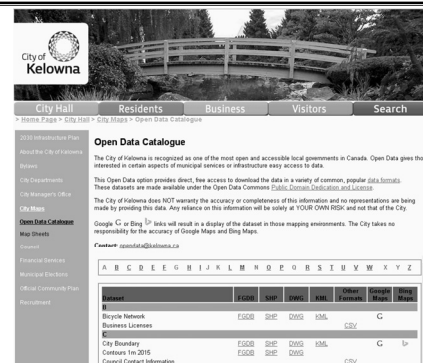 City of
Kelowna
City Hall Residents Business Visitors Search
> Home Page > City Hall > City Maps > Open Data Catalogue
2030 Infrastructure Plan
About the City of Kelowna
Bylaws
City Departments
City Manager's Office
City Maps
Open Data Catalogue
Map Sheets
Financial Services
Municipal Elections
Official Community Plan
Recruitment
Open Data Catalogue
The City of Kelowna is recognized as one of the most open and accessible local governments in Canada. Open Data gives tho
interested in certain aspects of municipal services or infrastructure easy access to data.
This Open Data option provides direct, free access to download the data in a variety of common, popular data formats.
These datasets are made available under the Open Data Commons Public Domain Dedication and License.
The City of Kelowna does NOT warranty the accuracy or completeness of this information and no representations are being
made by providing this data. Any reliance on this information will be solely at YOUR OWN RISK and not that of the City.
Google G or Bing links will result in a display of the dataset in those mapping environments. The City takes no
responsibility for the accuracy of Google Maps and Bing Maps.
Contact: opendata@kelowna.ca
A B C D E F G H I J K L M N O P Q R S T U V W X Y Z
Dataset FGDB SHP DWG KML Other Formats Google Maps Bing Maps
B
Bicycle Network FGDB SHP DWG KML G
Business Licenses CSV
C
City Boundary FGDB SHP DWG KML G
Contours 1m 2015 FGDB SHP DWG
Council Contact Information CSV